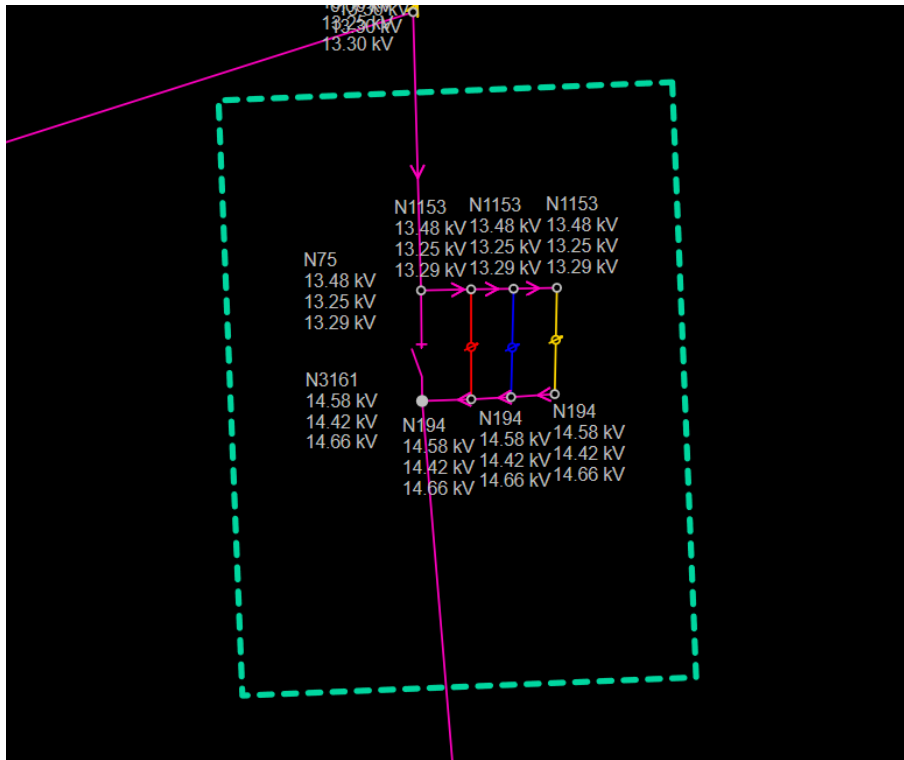 13.30 kV
N1153
13.48 kV
13.25 kV
13.29 kV
N1153
13.48 kV
13.25 kV
13.29 kV
N1153
13.48 kV
13.25 kV
13.29 kV
N75
13.48 kV
13.25 kV
13.29 kV
N3161
14.58 kV
14.42 kV
14.66 kV
N194
14.58 kV
14.42 kV
14.66 kV
N194
14.58 kV
14.42 kV
14.66 kV
N194
14.58 kV
14.42 kV
14.66 kV